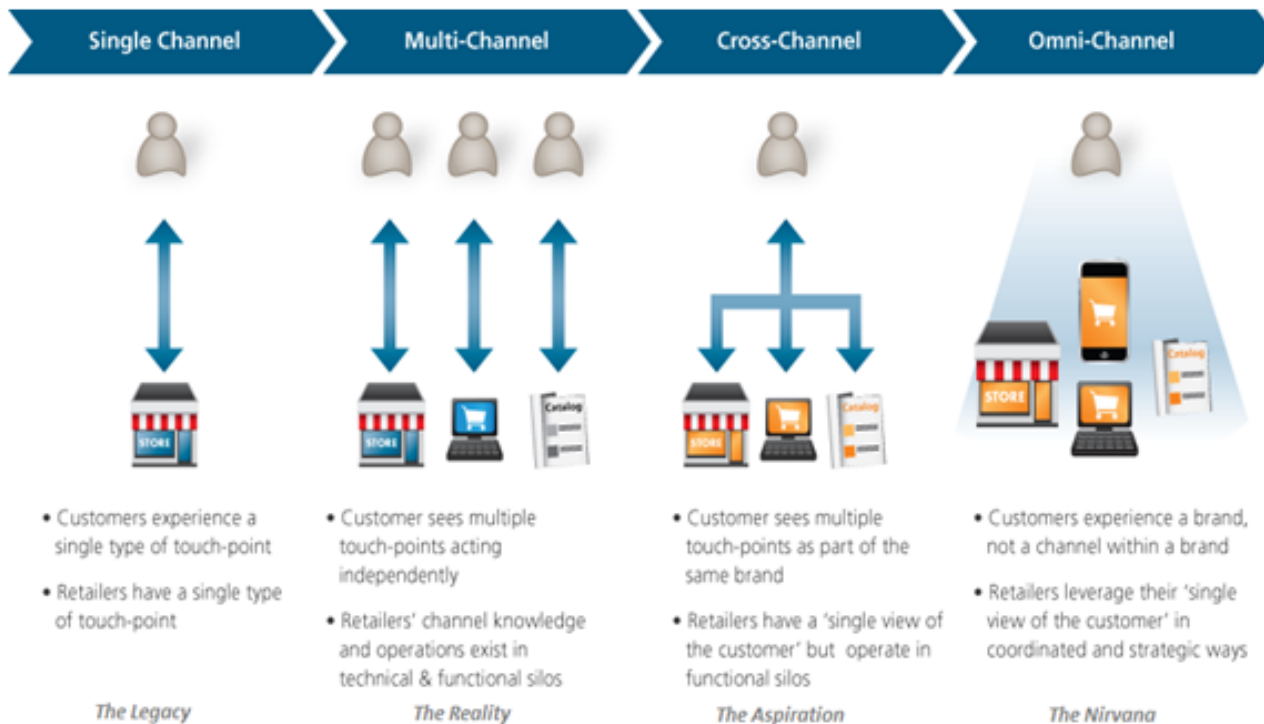 Single Channel
Multi-Channel
Cross-Channel
Omni-Channel
STORE
STORE
Catalog
STORE
Catalog
STORE
Catalog
• Customers experience a
single type of touch-point
• Retailers have a single type
of touch-point
The Legacy
• Customer sees multiple
touch-points acting
independently
• Retailers' channel knowledge
and operations exist in
technical & functional silos
The Reality
• Customer sees multiple
touch-points as part of the
same brand
• Retailers have a 'single view of
the customer' but operate in
functional silos
The Aspiration
• Customers experience a brand,
not a channel within a brand
• Retailers leverage their 'single
view of the customer' in
coordinated and strategic ways
The Nirvana